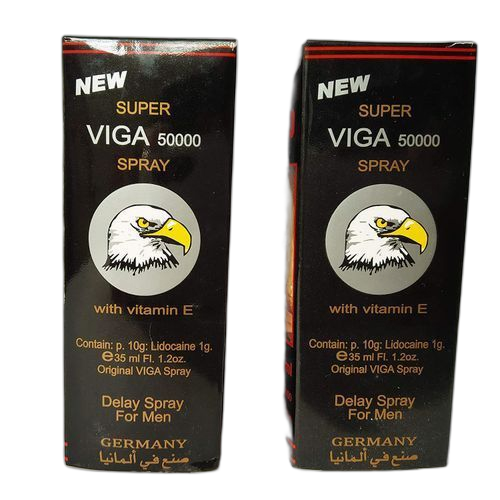 NEW
SUPER
VIGA 50000
SPRAY
with vitamin E
Contain: p. 10g: Lidocaine 1g.
e35 ml Fl. 1.2oz.
Original VIGA Spray
Delay Spray
For Men
GERMANY
صنع في ألمانيا
NEW
SUPER
VIGA 50000
SPRAY
with vitamin E
Contain: p. 10g: Lidocaine 1g.
e35 ml Fl. 1.2oz.
Original VIGA Spray
Delay Spray
For Men
GERMANY
صنع في ألمانيا